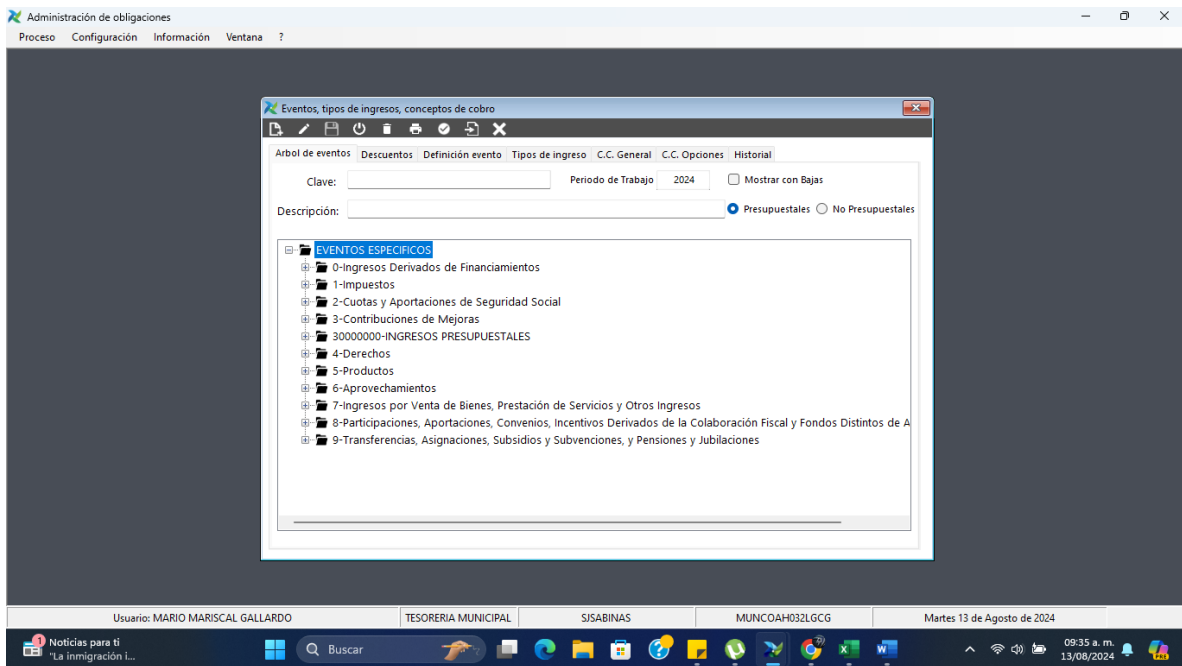 Administración de obligaciones
Proceso Configuración Información Ventana ?
Eventos, tipos de ingresos, conceptos de cobro
Arbol de eventos Descuentos Definición evento Tipos de ingreso C.C. General C.C. Opciones Historial
Clave: Periodo de Trabajo 2024 Mostrar con Bajas
Descripción: Presupuestales No Presupuestales
EVENTOS ESPECIFICOS
0-Ingresos Derivados de Financiamientos
1-Impuestos
2-Cuotas y Aportaciones de Seguridad Social
3-Contribuciones de Mejoras
30000000-INGRESOS PRESUPUESTALES
4-Derechos
5-Productos
6-Aprovechamientos
7-Ingresos por Venta de Bienes, Prestación de Servicios y Otros Ingresos
8-Participaciones, Aportaciones, Convenios, Incentivos Derivados de la Colaboración Fiscal y Fondos Distintos de A
9-Transferencias, Asignaciones, Subsidios y Subvenciones, y Pensiones y Jubilaciones
Usuario: MARIO MARISCAL GALLARDO TESORERIA MUNICIPAL SJSABINAS MUNCOAH032LGCG Martes 13 de Agosto de 2024
1 Noticias para ti
"La inmigración i...
Buscar
09:35 a. m.
13/08/2024
PRE